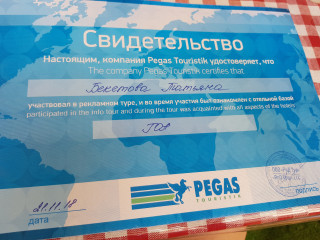 Свидетельство
Настоящим, компания Pegas Touristik удостоверяет, что
The company Pegas Touristik certifies that
Бекетова Татьяна
участвовал в рекламном туре, и во время участия был ознакомлен с отельной базой
participated in the info tour and during the tour was acquainted with all aspects of the hotels
ГОА
21.11.18
дата
PEGAS
TOURISTIK
подпись